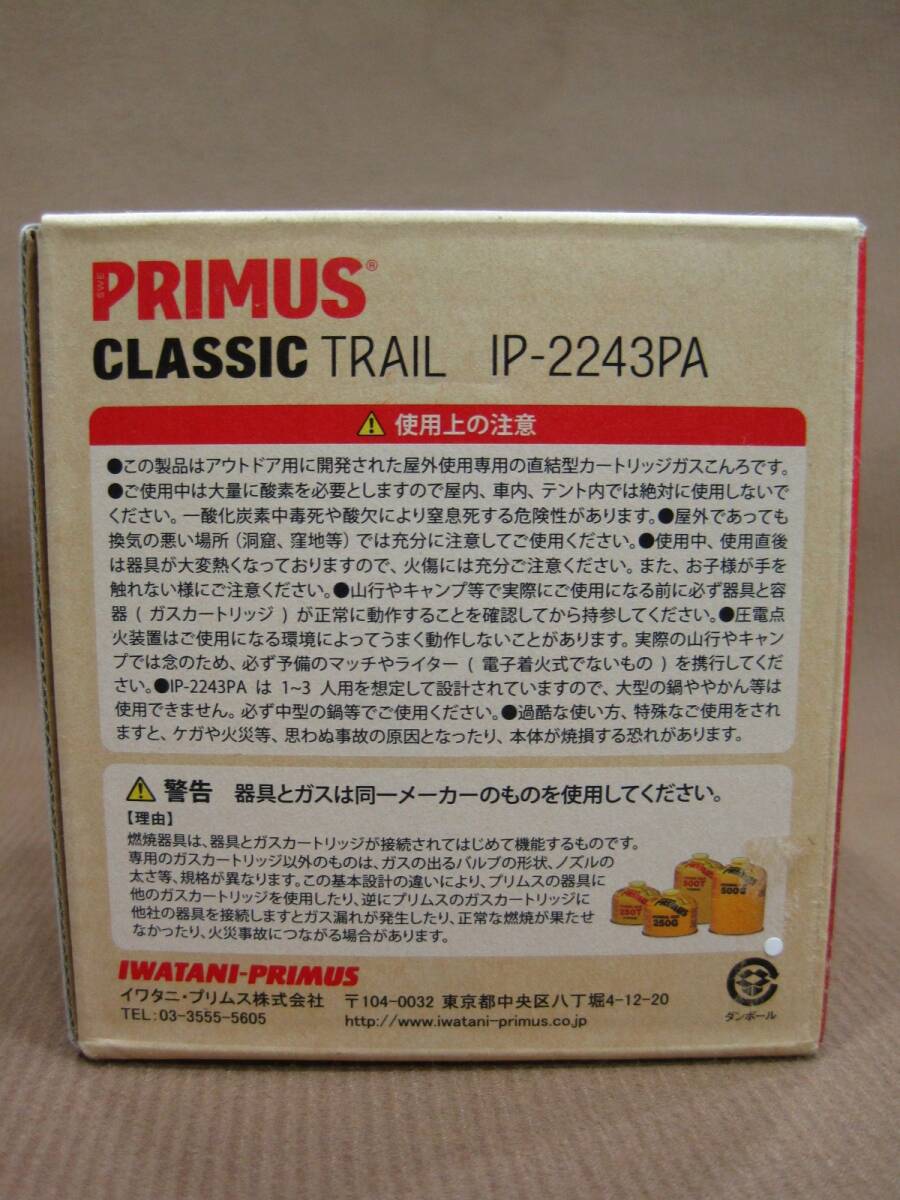 SWE
PRIMUS®
CLASSIC TRAIL IP-2243PA
使用上の注意
●この製品はアウトドア用に開発された屋外使用専用の直結型カートリッジガスこんろです。
●ご使用中は大量に酸素を必要としますので屋内、車内、テント内では絶対に使用しないで
ください。一酸化炭素中毒死や酸欠により窒息死する危険性があります。●屋外であっても
換気の悪い場所（洞窟、窪地等）では充分に注意してご使用ください。●使用中、使用直後
は器具が大変熱くなっておりますので、火傷には充分ご注意ください。また、お子様が手を
触れない様にご注意ください。●山行やキャンプ等で実際にご使用になる前に必ず器具と容
器 ( ガスカートリッジ ) が正常に動作することを確認してから持参してください。●圧電点
火装置はご使用になる環境によってうまく動作しないことがあります。実際の山行やキャン
プでは念のため、必ず予備のマッチやライター ( 電子着火式でないもの ) を携行してくだ
さい。●IP-2243PA は 1~3 人用を想定して設計されていますので、大型の鍋ややかん等は
使用できません。必ず中型の鍋等でご使用ください。●過酷な使い方、特殊なご使用をされ
ますと、ケガや火災等、思わぬ事故の原因となったり、本体が焼損する恐れがあります。
警告 器具とガスは同一メーカーのものを使用してください。
【理由】
燃焼器具は、器具とガスカートリッジが接続されてはじめて機能するものです。
専用のガスカートリッジ以外のものは、ガスの出るバルブの形状、ノズルの
太さ等、規格が異なります。この基本設計の違いにより、プリムスの器具に
他のガスカートリッジを使用したり、逆にプリムスのガスカートリッジに
他社の器具を接続しますとガス漏れが発生したり、正常な燃焼が果たせ
なかったり、火災事故につながる場合があります。
PRIMUS
500T
500G
250T
PRIMUS
250G
IWATANI-PRIMUS
イワタニ・プリムス株式会社 〒104-0032 東京都中央区八丁堀4-12-20
TEL:03-3555-5605 http://www.iwatani-primus.co.jp
ダンボール